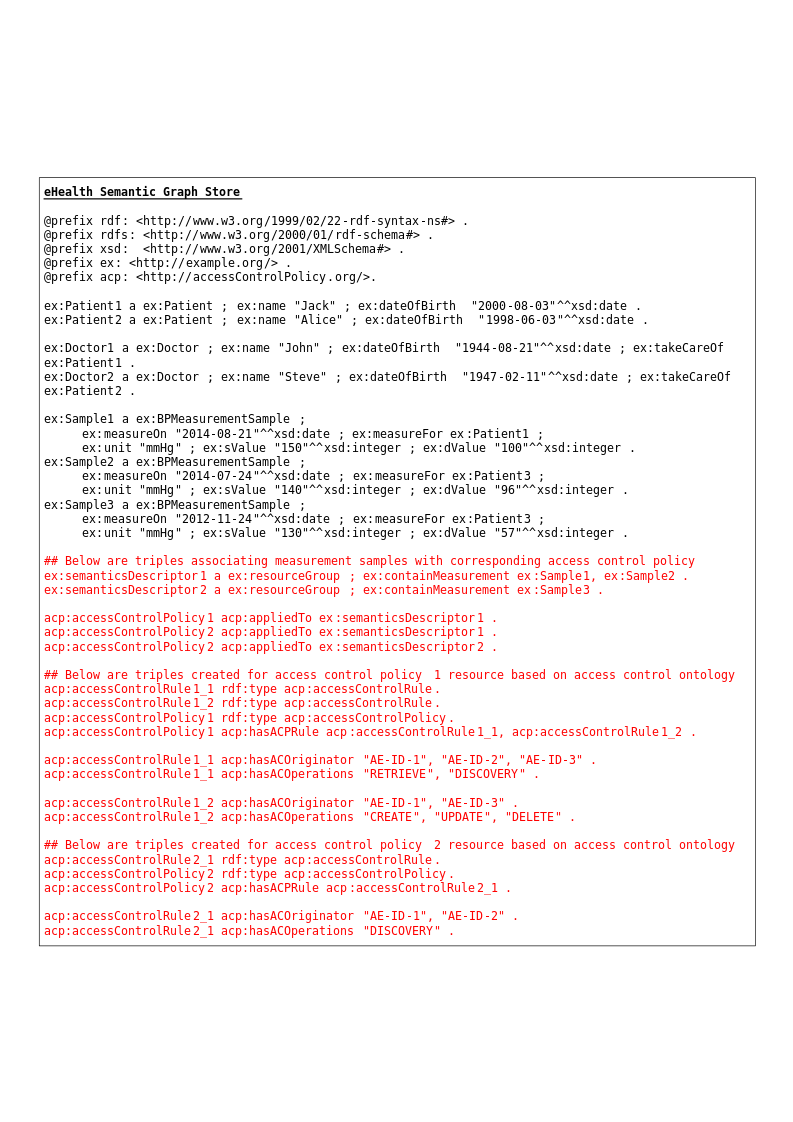 eHealth Semantic Graph Store
@prefix rdf: <http://www.w3.org/1999/02/22-rdf-syntax-ns#> .
@prefix rdfs: <http://www.w3.org/2000/01/rdf-schema#> .
@prefix xsd:  <http://www.w3.org/2001/XMLSchema#> .
@prefix ex: <http://example.org/> .
@prefix acp: <http://accessControlPolicy.org/>.
ex:Patient1 a ex:Patient ; ex:name "Jack" ; ex:dateOfBirth  "2000-08-03"^^xsd:date .
ex:Patient2 a ex:Patient ; ex:name "Alice" ; ex:dateOfBirth  "1998-06-03"^^xsd:date .
ex:Doctor1 a ex:Doctor ; ex:name "John" ; ex:dateOfBirth  "1944-08-21"^^xsd:date ; ex:takeCareOf
ex:Patient1 .
ex:Doctor2 a ex:Doctor ; ex:name "Steve" ; ex:dateOfBirth  "1947-02-11"^^xsd:date ; ex:takeCareOf
ex:Patient2 .
ex:Sample1 a ex:BPMeasurementSample ;
ex:measureOn "2014-08-21"^^xsd:date ; ex:measureFor ex:Patient1 ;
ex:unit "mmHg" ; ex:sValue "150"^^xsd:integer ; ex:dValue "100"^^xsd:integer .
ex:Sample2 a ex:BPMeasurementSample ;
ex:measureOn "2014-07-24"^^xsd:date ; ex:measureFor ex:Patient3 ;
ex:unit "mmHg" ; ex:sValue "140"^^xsd:integer ; ex:dValue "96"^^xsd:integer .
ex:Sample3 a ex:BPMeasurementSample ;
ex:measureOn "2012-11-24"^^xsd:date ; ex:measureFor ex:Patient3 ;
ex:unit "mmHg" ; ex:sValue "130"^^xsd:integer ; ex:dValue "57"^^xsd:integer .
## Below are triples associating measurement samples with corresponding access control policy
ex:semanticsDescriptor1 a ex:resourceGroup ; ex:containMeasurement ex:Sample1, ex:Sample2 .
ex:semanticsDescriptor2 a ex:resourceGroup ; ex:containMeasurement ex:Sample3 .
acp:accessControlPolicy1 acp:appliedTo ex:semanticsDescriptor1 .
acp:accessControlPolicy2 acp:appliedTo ex:semanticsDescriptor1 .
acp:accessControlPolicy2 acp:appliedTo ex:semanticsDescriptor2 .
## Below are triples created for access control policy  1 resource based on access control ontology
acp:accessControlRule1_1 rdf:type acp:accessControlRule.
acp:accessControlRule1_2 rdf:type acp:accessControlRule.
acp:accessControlPolicy1 rdf:type acp:accessControlPolicy.
acp:accessControlPolicy1 acp:hasACPRule acp:accessControlRule1_1, acp:accessControlRule1_2 .
acp:accessControlRule1_1 acp:hasACOriginator "AE-ID-1", "AE-ID-2", "AE-ID-3" .
acp:accessControlRule1_1 acp:hasACOperations "RETRIEVE", "DISCOVERY" .
acp:accessControlRule1_2 acp:hasACOriginator "AE-ID-1", "AE-ID-3" .
acp:accessControlRule1_2 acp:hasACOperations "CREATE", "UPDATE", "DELETE" .
## Below are triples created for access control policy  2 resource based on access control ontology
acp:accessControlRule2_1 rdf:type acp:accessControlRule.
acp:accessControlPolicy2 rdf:type acp:accessControlPolicy.
acp:accessControlPolicy2 acp:hasACPRule acp:accessControlRule2_1 .
acp:accessControlRule2_1 acp:hasACOriginator "AE-ID-1", "AE-ID-2" .
acp:accessControlRule2_1 acp:hasACOperations "DISCOVERY" .